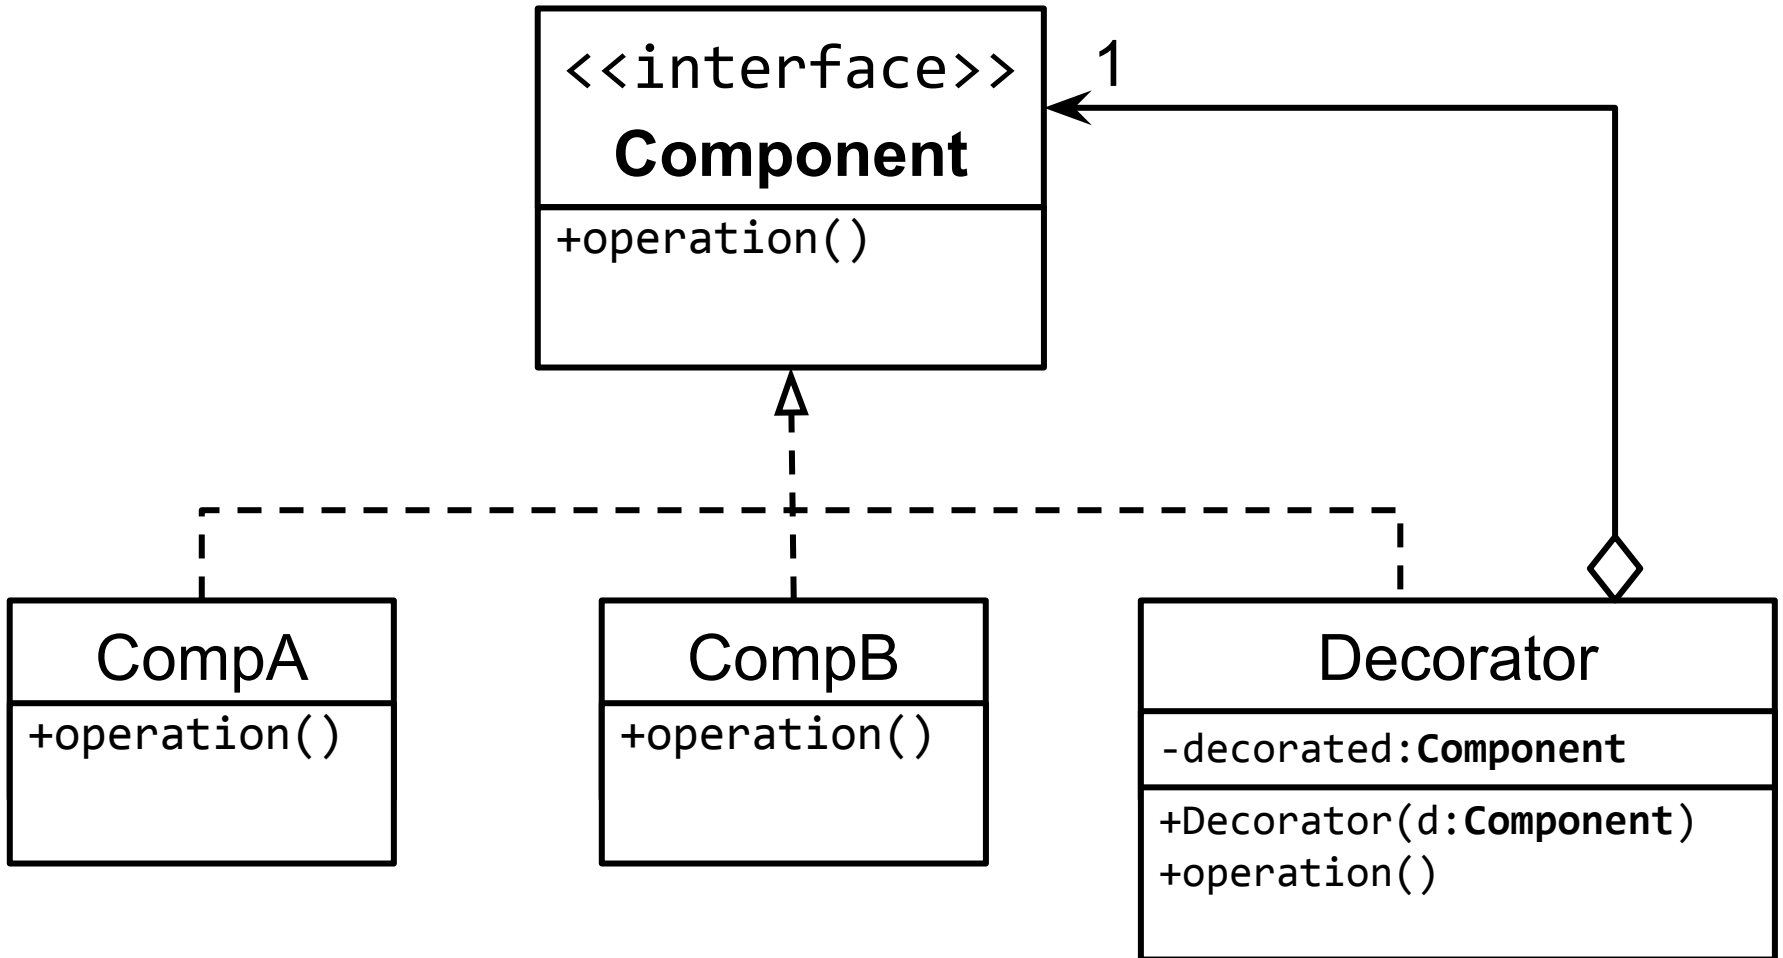 <<interface>>
Component
1
+operation()
CompA
+operation()
CompB
+operation()
Decorator
-decorated:Component
+Decorator(d:Component)
+operation()